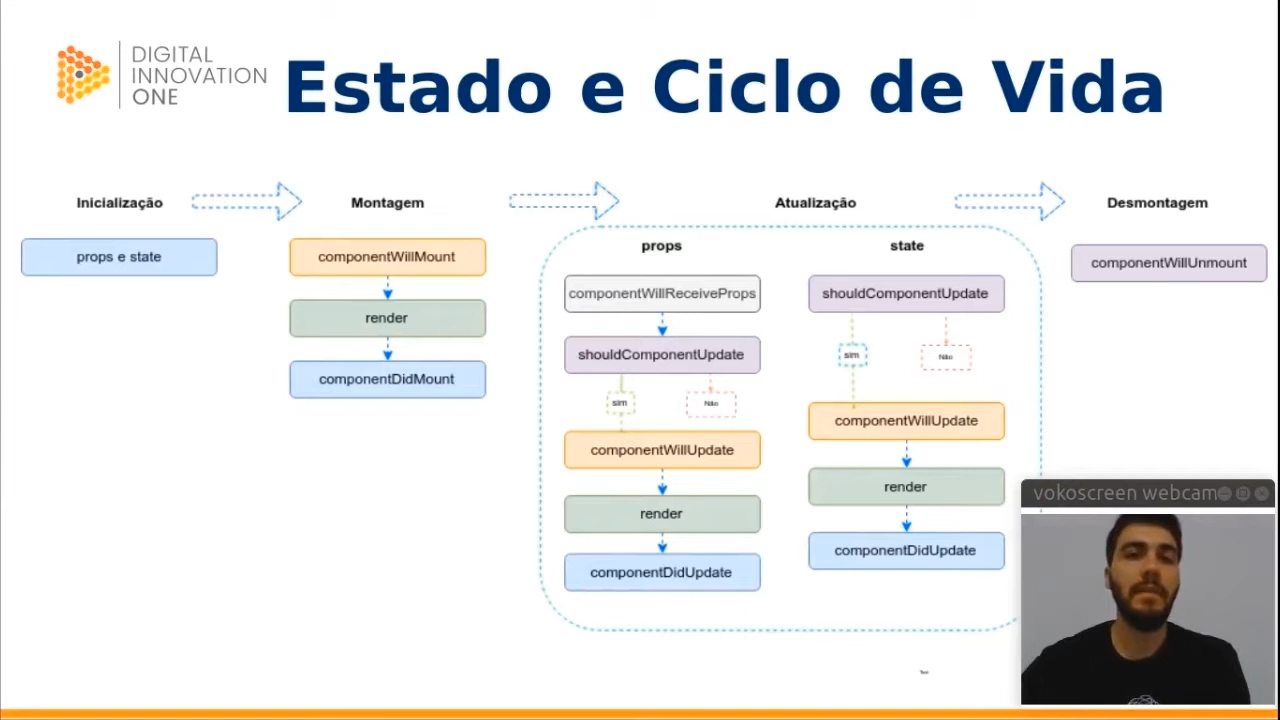 DIGITAL
INNOVATION
ONE
Estado e Ciclo de Vida
Inicialização
Montagem
Atualização
Desmontagem
props e state
componentWillMount
render
componentDidMount
props
componentWillReceiveProps
shouldComponentUpdate
sim
Não
componentWillUpdate
render
componentDidUpdate
state
shouldComponentUpdate
sim
Não
componentWillUpdate
render
componentDidUpdate
componentWillUnmount
Text
vokoscreen webcam